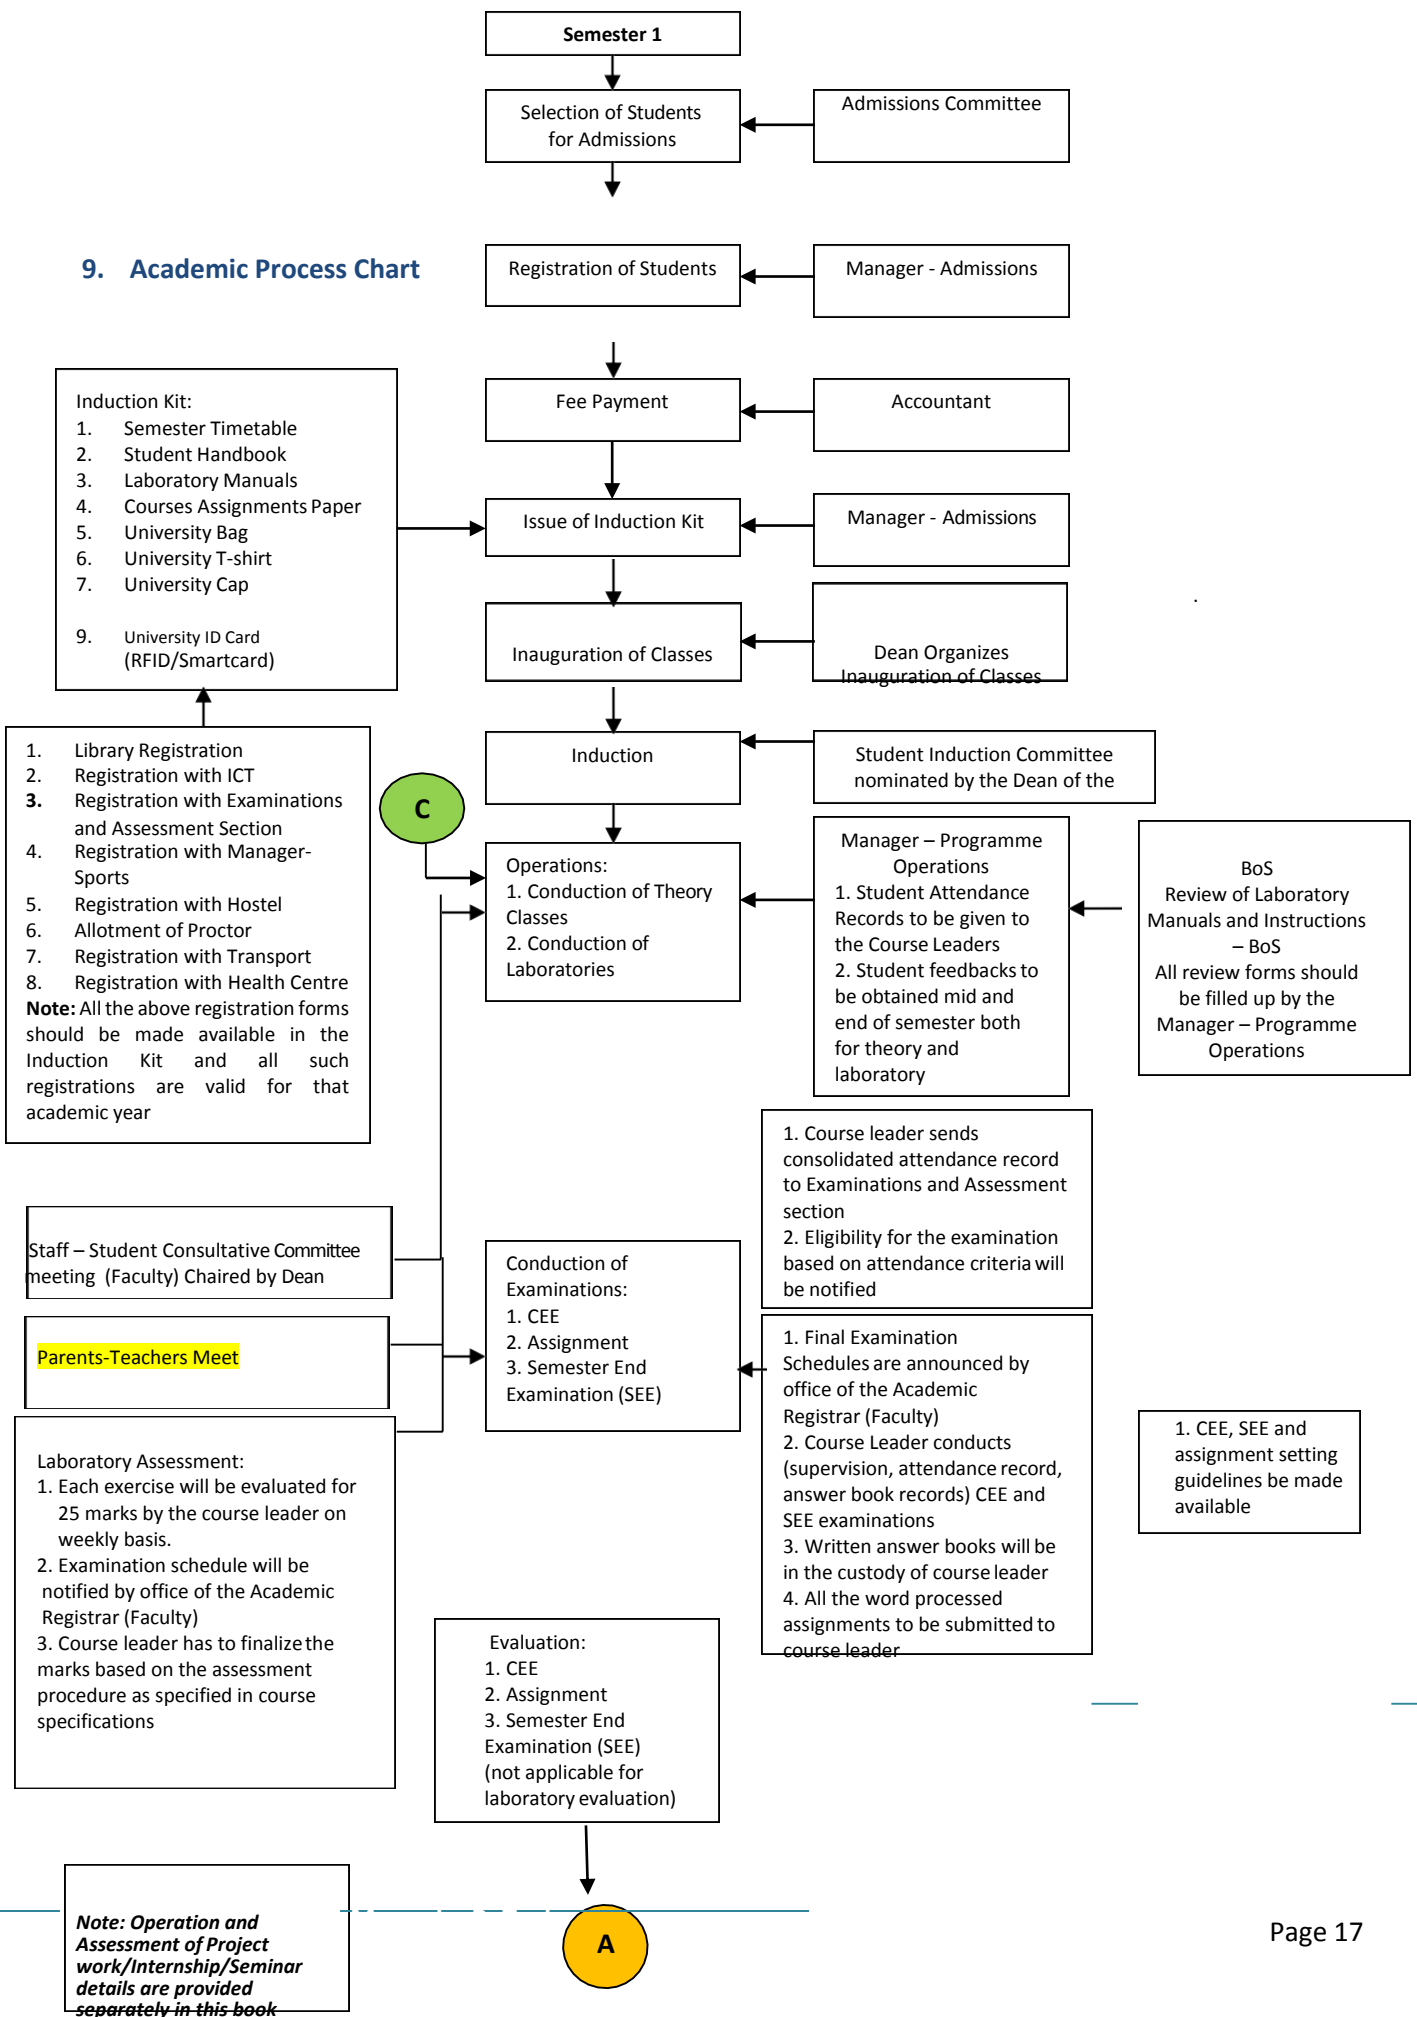 Semester 1
Selection of Students
for Admissions
Admissions Committee
9. Academic Process Chart
Registration of Students
Manager - Admissions
Fee Payment
Accountant
Induction Kit:
1. Semester Timetable
2. Student Handbook
3. Laboratory Manuals
4. Courses Assignments Paper
5. University Bag
6. University T-shirt
7. University Cap
9. University ID Card
(RFID/Smartcard)
Issue of Induction Kit
Manager - Admissions
.
Inauguration of Classes
Dean Organizes
Inauguration of Classes
Induction
Student Induction Committee
nominated by the Dean of the
1. Library Registration
2. Registration with ICT
3. Registration with Examinations
and Assessment Section
4. Registration with Manager-
Sports
5. Registration with Hostel
6. Allotment of Proctor
7. Registration with Transport
8. Registration with Health Centre
Note: All the above registration forms
should be made available in the
Induction Kit and all such
registrations are valid for that
academic year
C
Operations:
1. Conduction of Theory
Classes
2. Conduction of
Laboratories
Manager – Programme
Operations
1. Student Attendance
Records to be given to
the Course Leaders
2. Student feedbacks to
be obtained mid and
end of semester both
for theory and
laboratory
BoS
Review of Laboratory
Manuals and Instructions
– BoS
All review forms should
be filled up by the
Manager – Programme
Operations
1. Course leader sends
consolidated attendance record
to Examinations and Assessment
section
2. Eligibility for the examination
based on attendance criteria will
be notified
Staff – Student Consultative Committee
meeting (Faculty) Chaired by Dean
Parents-Teachers Meet
Conduction of
Examinations:
1. CEE
2. Assignment
3. Semester End
Examination (SEE)
1. Final Examination
Schedules are announced by
office of the Academic
Registrar (Faculty)
2. Course Leader conducts
(supervision, attendance record,
answer book records) CEE and
SEE examinations
3. Written answer books will be
in the custody of course leader
4. All the word processed
assignments to be submitted to
course leader
1. CEE, SEE and
assignment setting
guidelines be made
available
Laboratory Assessment:
1. Each exercise will be evaluated for
25 marks by the course leader on
weekly basis.
2. Examination schedule will be
notified by office of the Academic
Registrar (Faculty)
3. Course leader has to finalize the
marks based on the assessment
procedure as specified in course
specifications
Evaluation:
1. CEE
2. Assignment
3. Semester End
Examination (SEE)
(not applicable for
laboratory evaluation)
Note: Operation and
Assessment of Project
work/Internship/Seminar
details are provided
separately in this book
A
Page 17